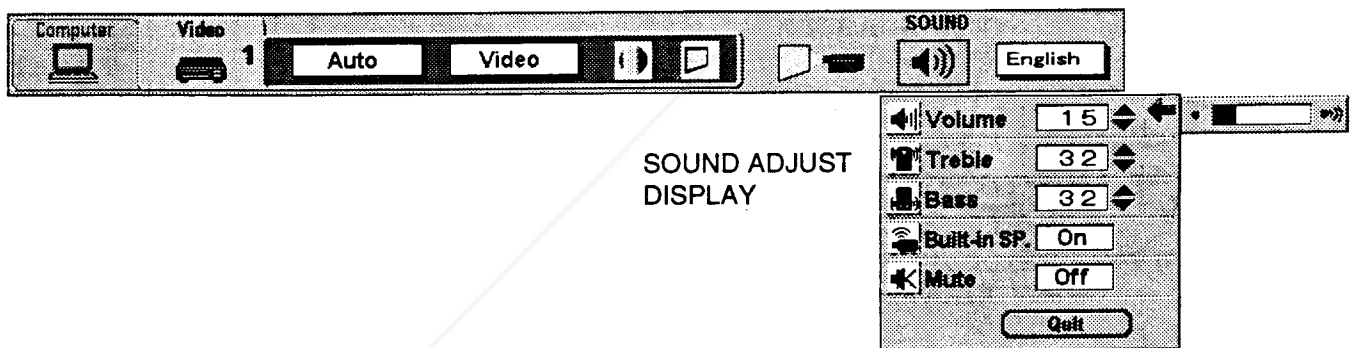 Computer Video SOUND
1 Auto Video English
Volume 15
SOUND ADJUST
DISPLAY
Treble 32
Bass 32
Built-in SP. On
Mute Off
Quit